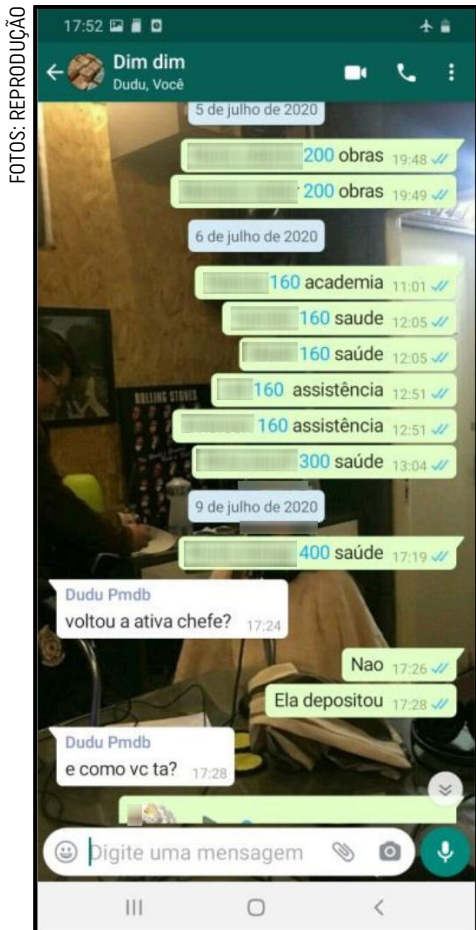 FOTOS: REPRODUÇÃO
17:52
Dim dim
Dudu, Você
5 de julho de 2020
200 obras 19:48
200 obras 19:49
6 de julho de 2020
160 academia 11:01
160 saude 12:05
160 saúde 12:05
160 assistência 12:51
160 assistência 12:51
300 saúde 13:04
ROLLING STONES
9 de julho de 2020
400 saúde 17:19
Dudu Pmdb
voltou a ativa chefe? 17:24
Nao 17:26
Ela depositou 17:28
Dudu Pmdb
e como vc ta? 17:28
Digite uma mensagem